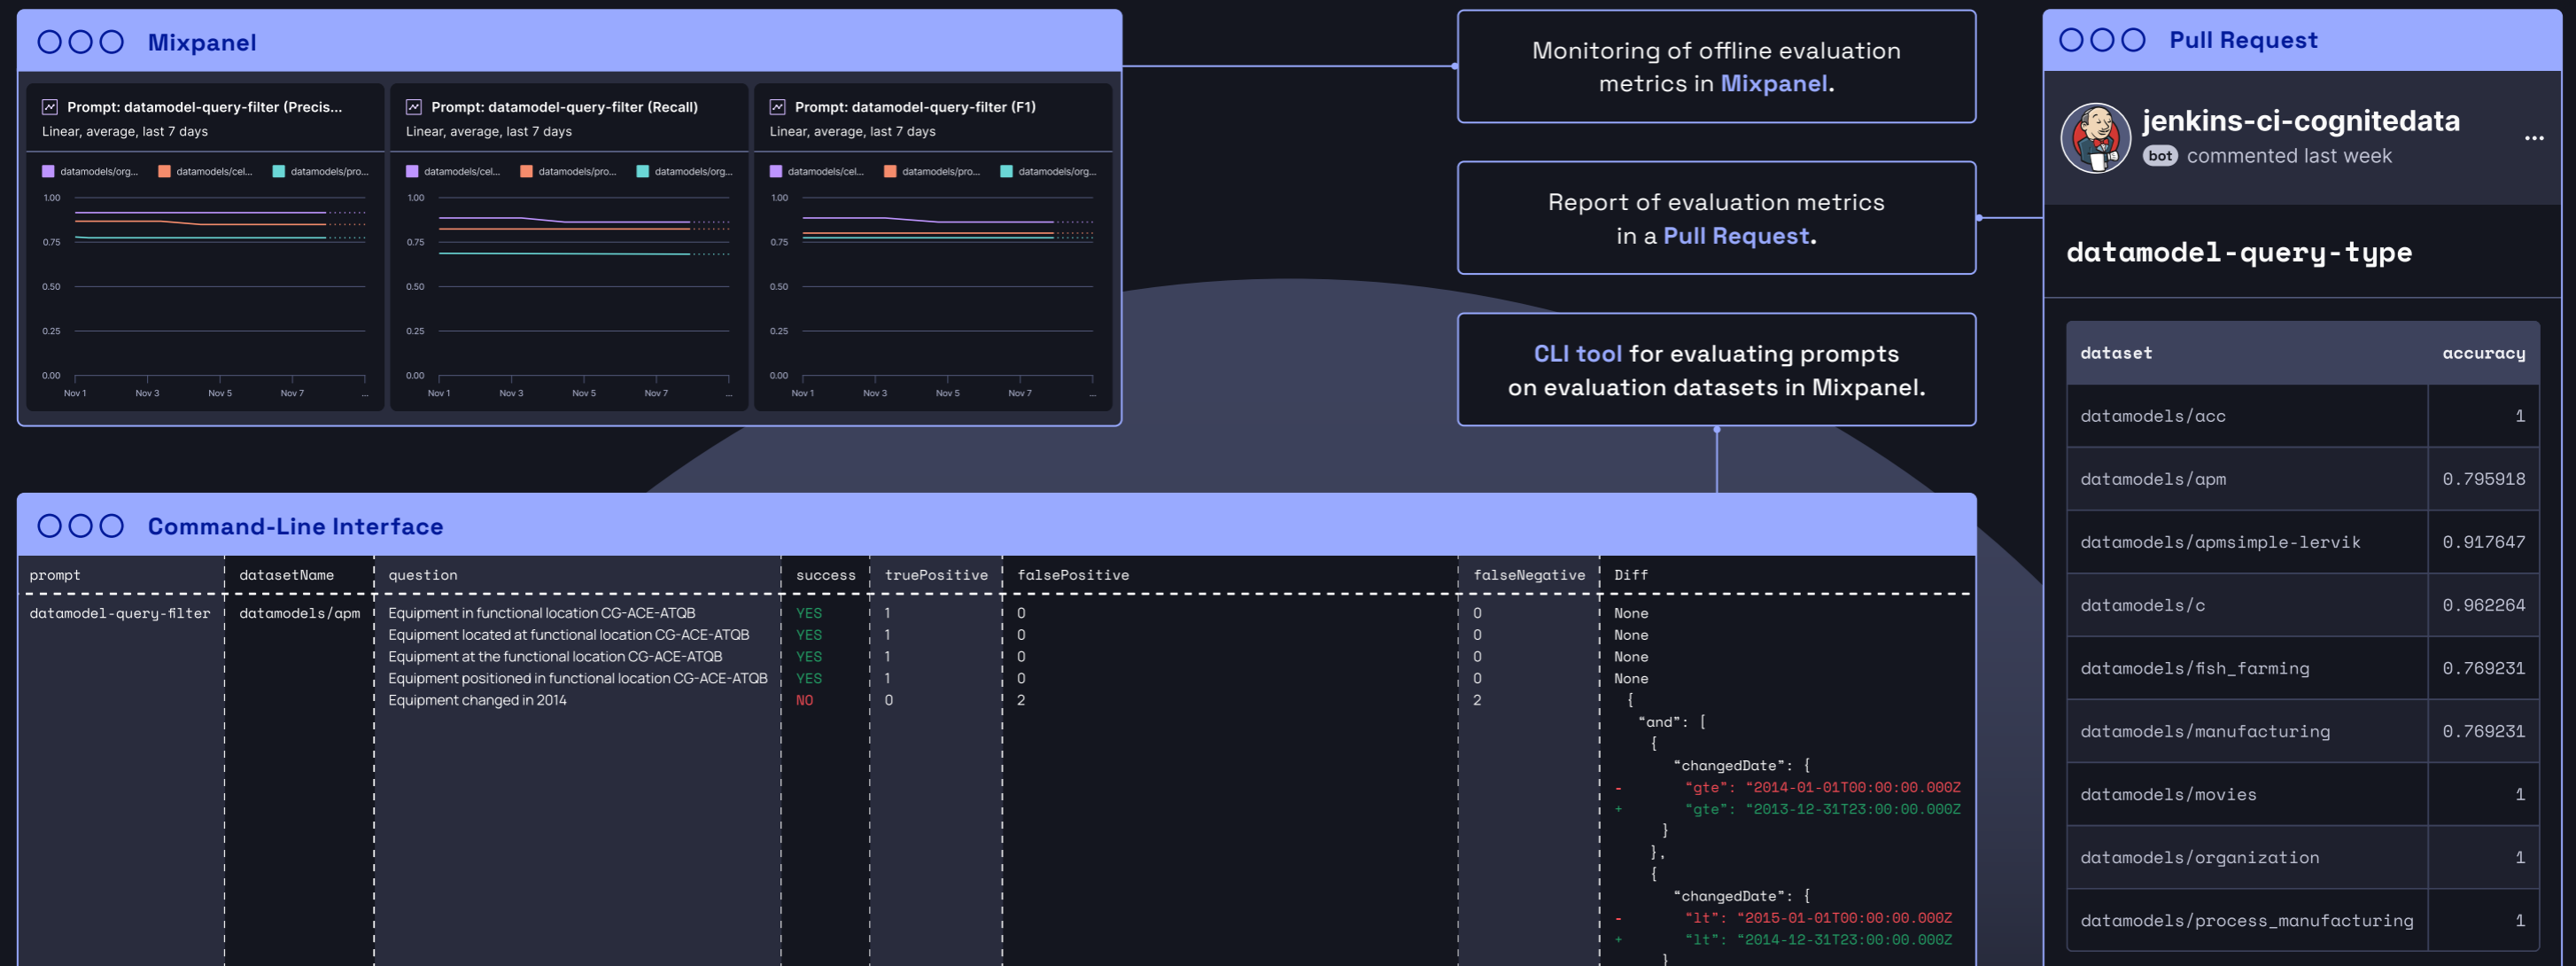 Mixpanel
Prompt: datamodel-query-filter (Precis...
Linear, average, last 7 days
datamodels/org... datamodels/cel... datamodels/pro...
1.00
0.75
0.50
0.25
0.00
Nov 1 Nov 3 Nov 5 Nov 7 ...
Prompt: datamodel-query-filter (Recall)
Linear, average, last 7 days
datamodels/cel... datamodels/pro... datamodels/org...
1.00
0.75
0.50
0.25
0.00
Nov 1 Nov 3 Nov 5 Nov 7 ...
Prompt: datamodel-query-filter (F1)
Linear, average, last 7 days
datamodels/cel... datamodels/pro... datamodels/org...
1.00
0.75
0.50
0.25
0.00
Nov 1 Nov 3 Nov 5 Nov 7 ...
Monitoring of offline evaluation
metrics in Mixpanel.
Report of evaluation metrics
in a Pull Request.
CLI tool for evaluating prompts
on evaluation datasets in Mixpanel.
Pull Request
jenkins-ci-cognitedata
bot commented last week
...
datamodel-query-type
dataset accuracy
datamodels/acc 1
datamodels/apm 0.795918
datamodels/apmsimple-lervik 0.917647
datamodels/c 0.962264
datamodels/fish_farming 0.769231
datamodels/manufacturing 0.769231
datamodels/movies 1
datamodels/organization 1
datamodels/process_manufacturing 1
Command-Line Interface
prompt datasetName question success truePositive falsePositive falseNegative Diff
datamodel-query-filter datamodels/apm Equipment in functional location CG-ACE-ATQB YES 1 0 0 None
Equipment located at functional location CG-ACE-ATQB YES 1 0 0 None
Equipment at the functional location CG-ACE-ATQB YES 1 0 0 None
Equipment positioned in functional location CG-ACE-ATQB YES 1 0 0 None
Equipment changed in 2014 NO 0 2 2 {
“and”: [
{
“changedDate”: {
- “gte”: “2014-01-01T00:00:00.000Z
+ “gte”: “2013-12-31T23:00:00.000Z
}
},
{
“changedDate”: {
- “lt”: “2015-01-01T00:00:00.000Z
+ “lt”: “2014-12-31T23:00:00.000Z
}